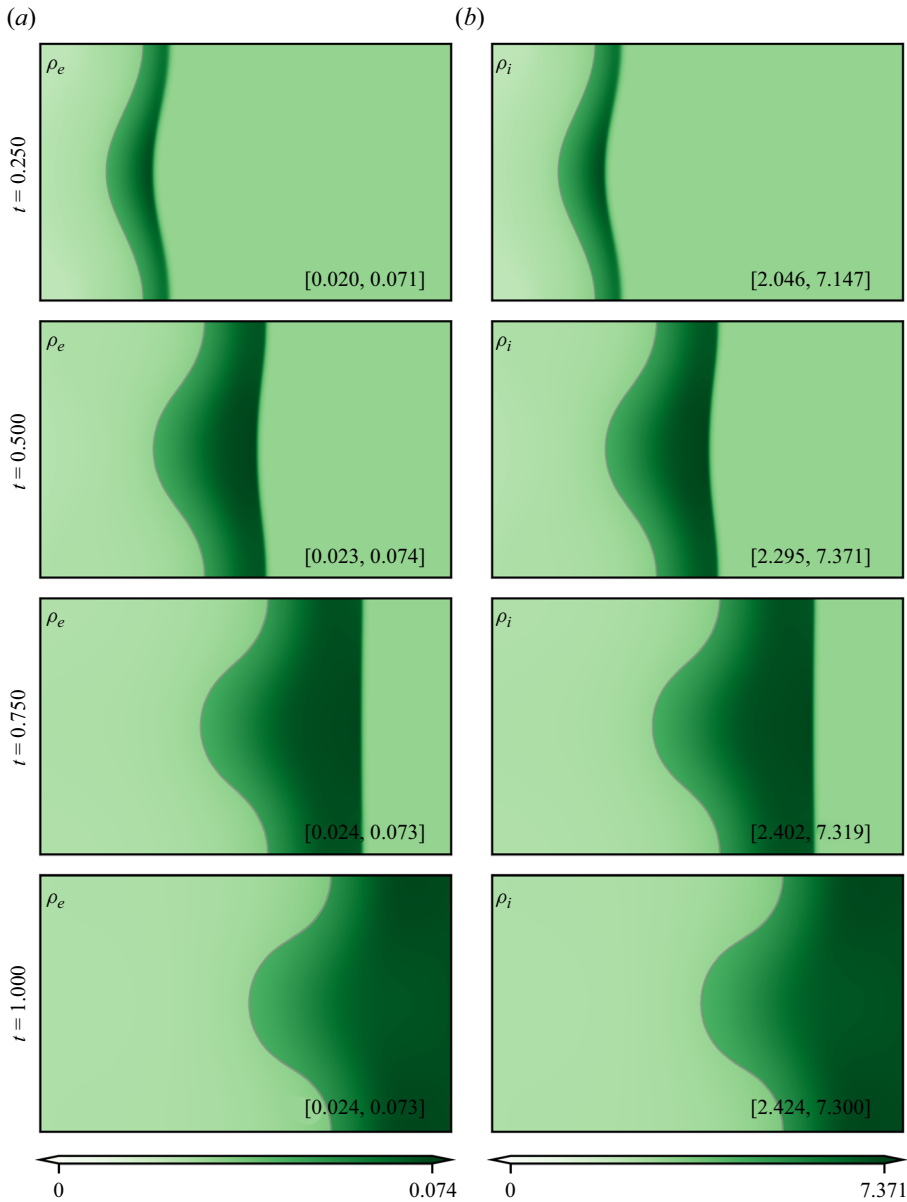 (a) (b)
ρe ρi
t = 0.250
[0.020, 0.071] [2.046, 7.147]
ρe ρi
t = 0.500
[0.023, 0.074] [2.295, 7.371]
ρe ρi
t = 0.750
[0.024, 0.073] [2.402, 7.319]
ρe ρi
t = 1.000
[0.024, 0.073] [2.424, 7.300]
0 0.074 0 7.371